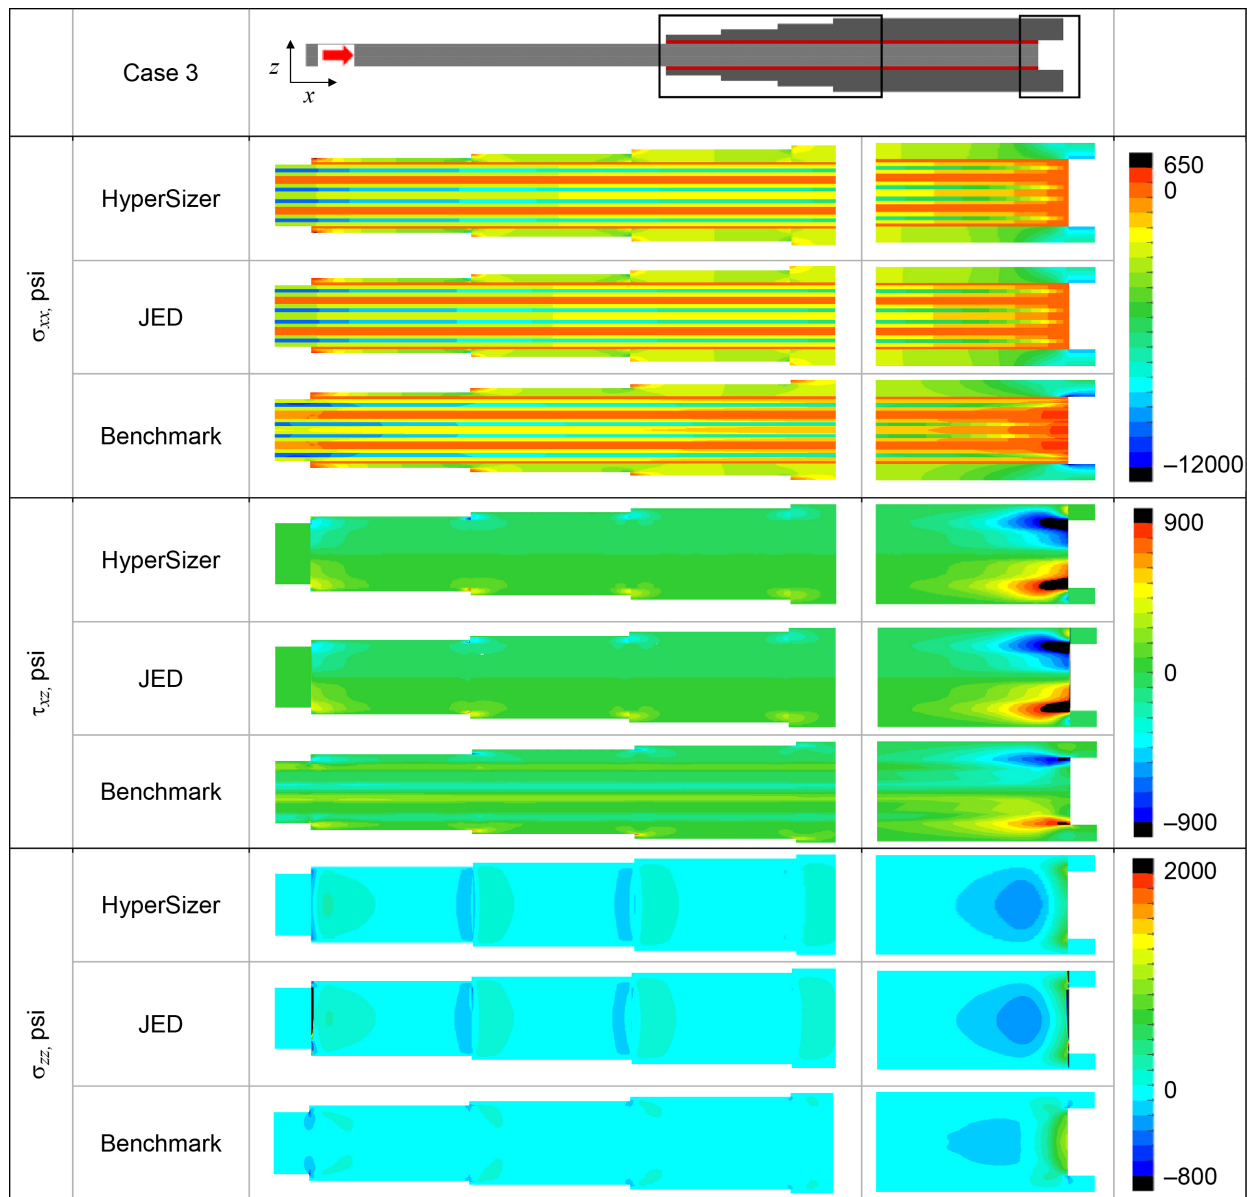 Case 3
z
x
σxx, psi
HyperSizer
JED
Benchmark
650
0
–12000
τxz, psi
HyperSizer
JED
Benchmark
900
0
–900
σzz, psi
HyperSizer
JED
Benchmark
2000
0
–800